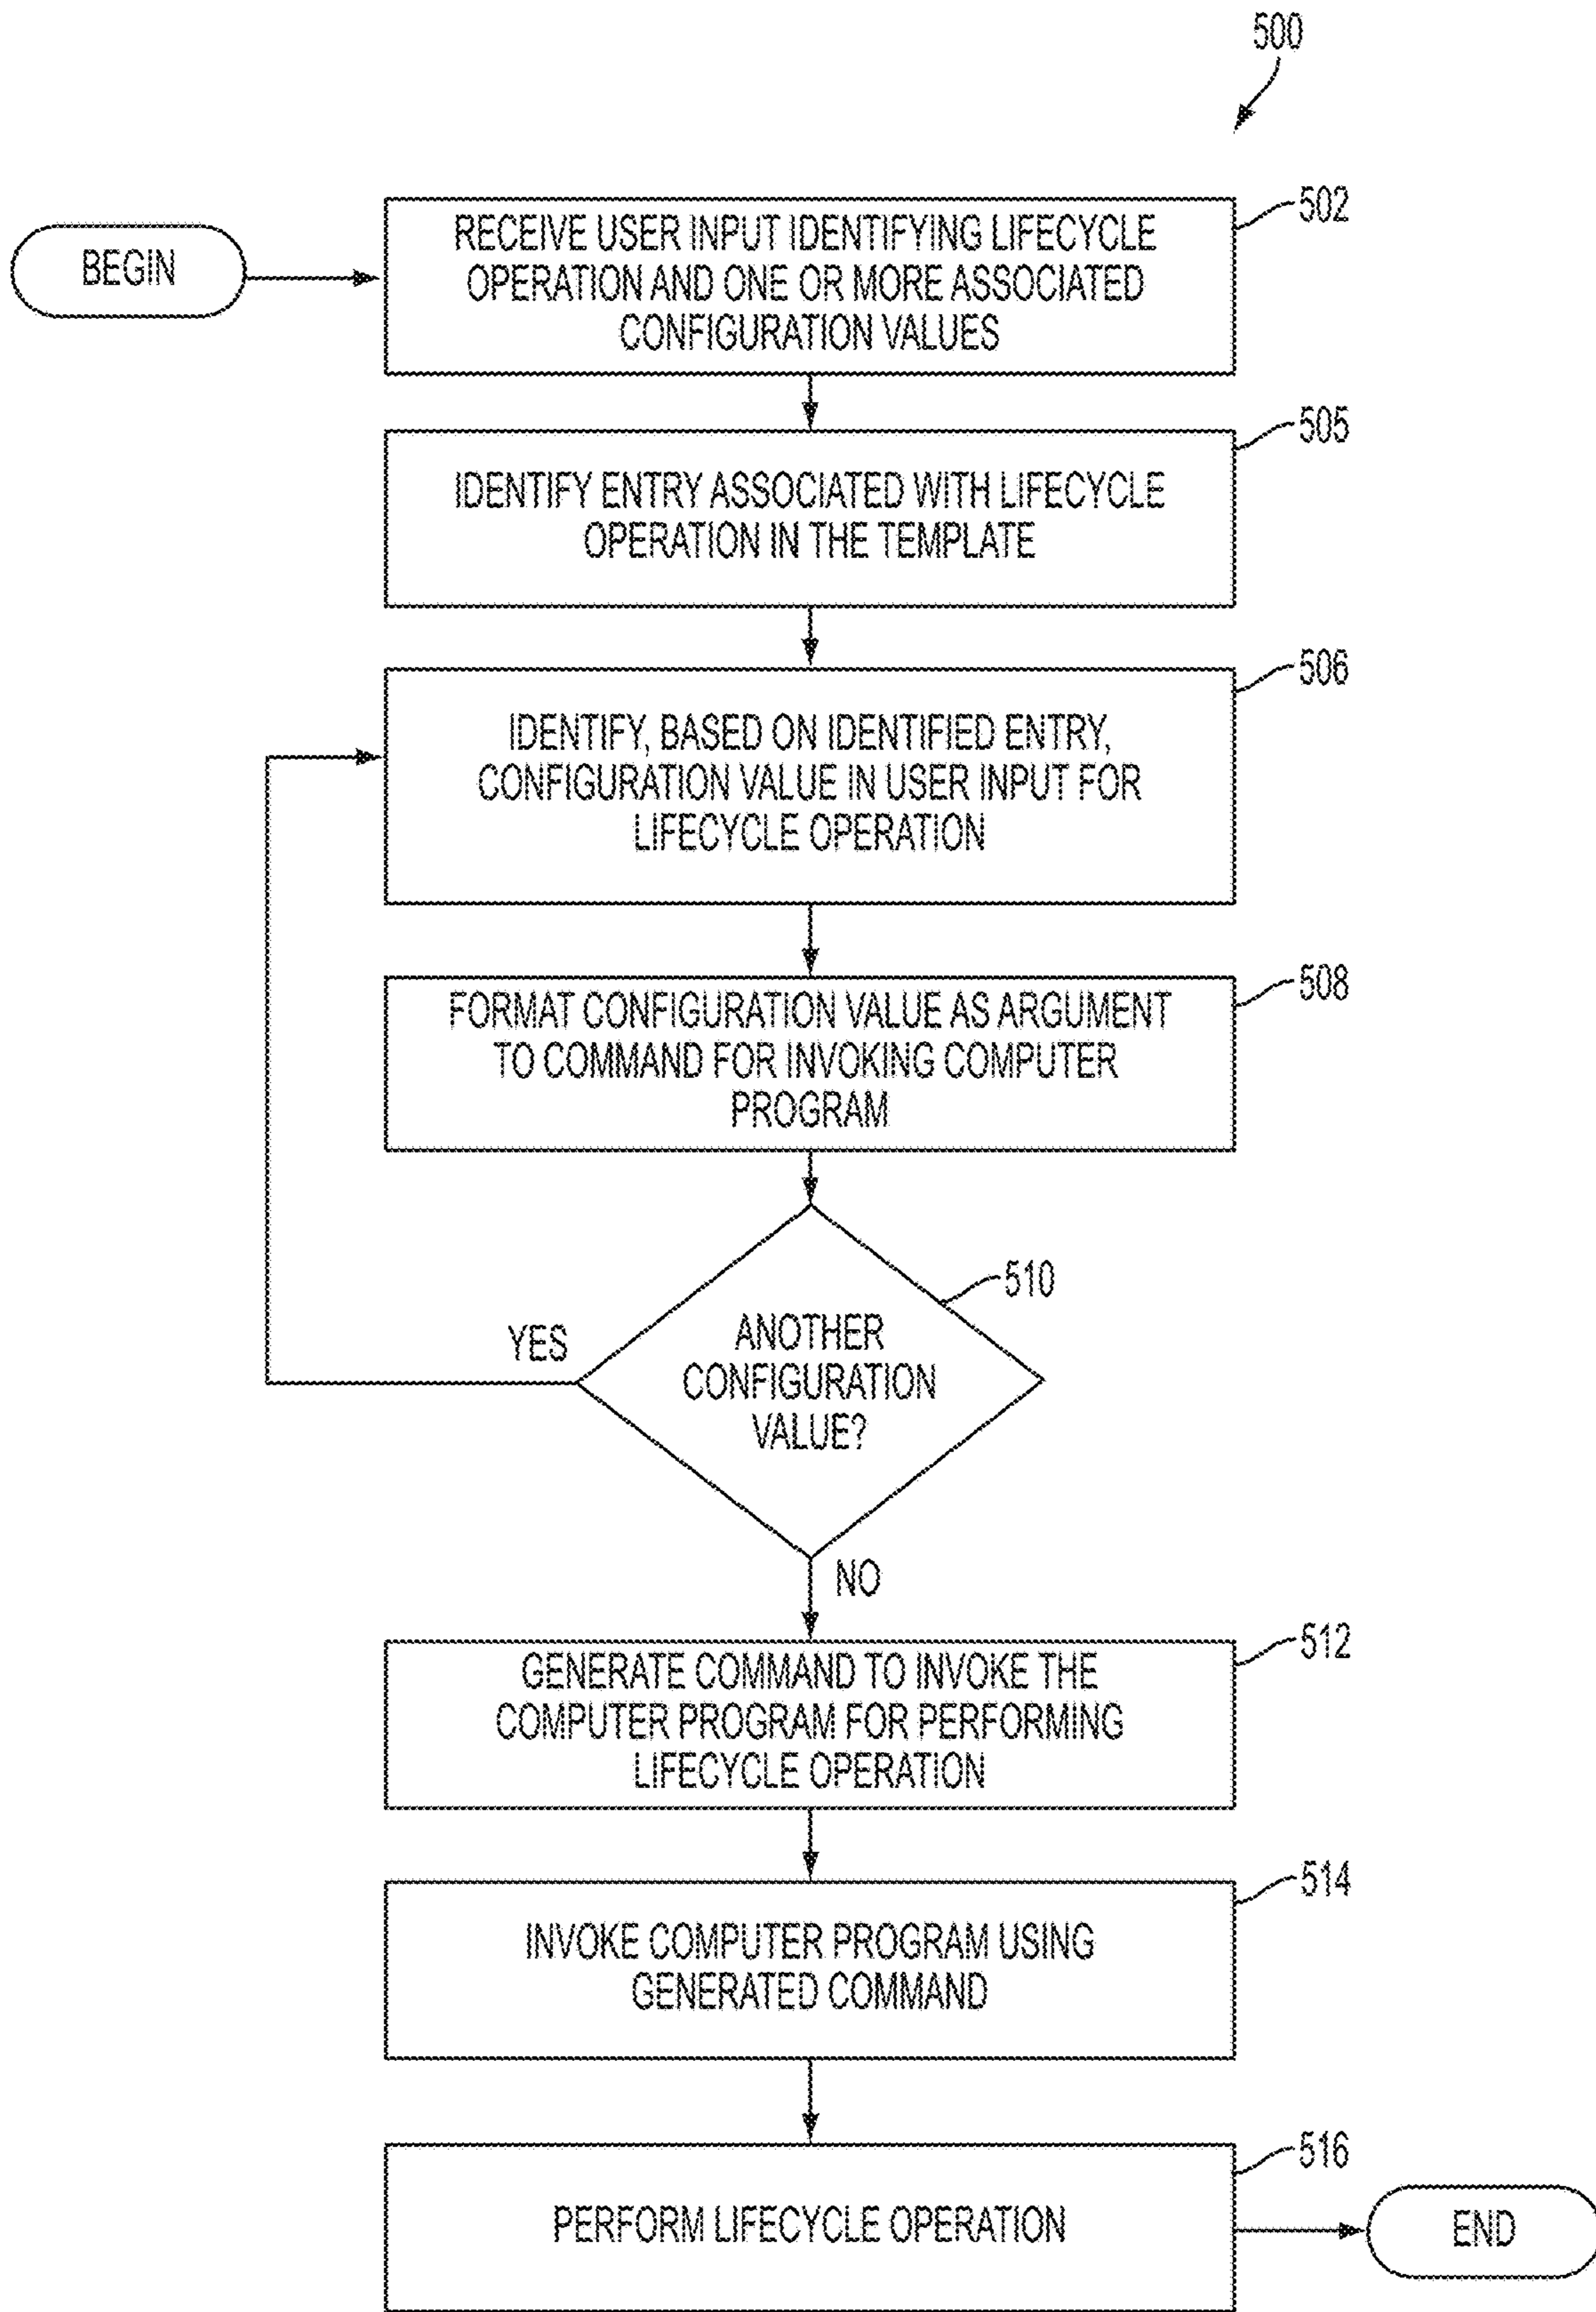 500
BEGIN
RECEIVE USER INPUT IDENTIFYING LIFECYCLE
OPERATION AND ONE OR MORE ASSOCIATED
CONFIGURATION VALUES
502
IDENTIFY ENTRY ASSOCIATED WITH LIFECYCLE
OPERATION IN THE TEMPLATE
505
IDENTIFY, BASED ON IDENTIFIED ENTRY,
CONFIGURATION VALUE IN USER INPUT FOR
LIFECYCLE OPERATION
506
FORMAT CONFIGURATION VALUE AS ARGUMENT
TO COMMAND FOR INVOKING COMPUTER
PROGRAM
508
ANOTHER
CONFIGURATION
VALUE?
510
YES
NO
GENERATE COMMAND TO INVOKE THE
COMPUTER PROGRAM FOR PERFORMING
LIFECYCLE OPERATION
512
INVOKE COMPUTER PROGRAM USING
GENERATED COMMAND
514
PERFORM LIFECYCLE OPERATION
516
END